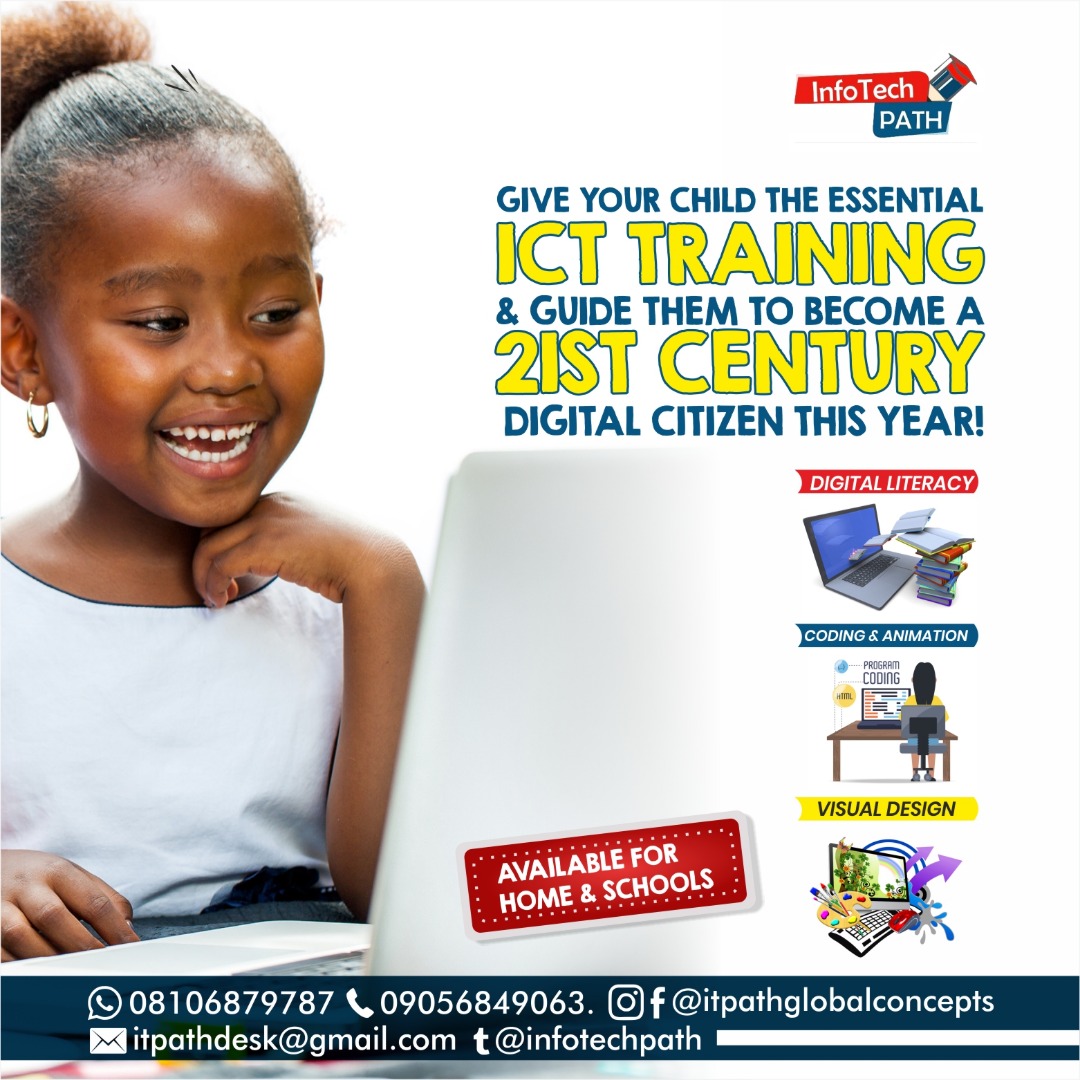 InfoTech
PATH
GIVE YOUR CHILD THE ESSENTIAL
ICT TRAINING
& GUIDE THEM TO BECOME A
21ST CENTURY
DIGITAL CITIZEN THIS YEAR!
DIGITAL LITERACY
CODING & ANIMATION
PROGRAM
CODING
HTML
VISUAL DESIGN
AVAILABLE FOR
HOME & SCHOOLS
08106879787 09056849063. @itpathglobalconcepts
itpathdesk@gmail.com t @infotechpath